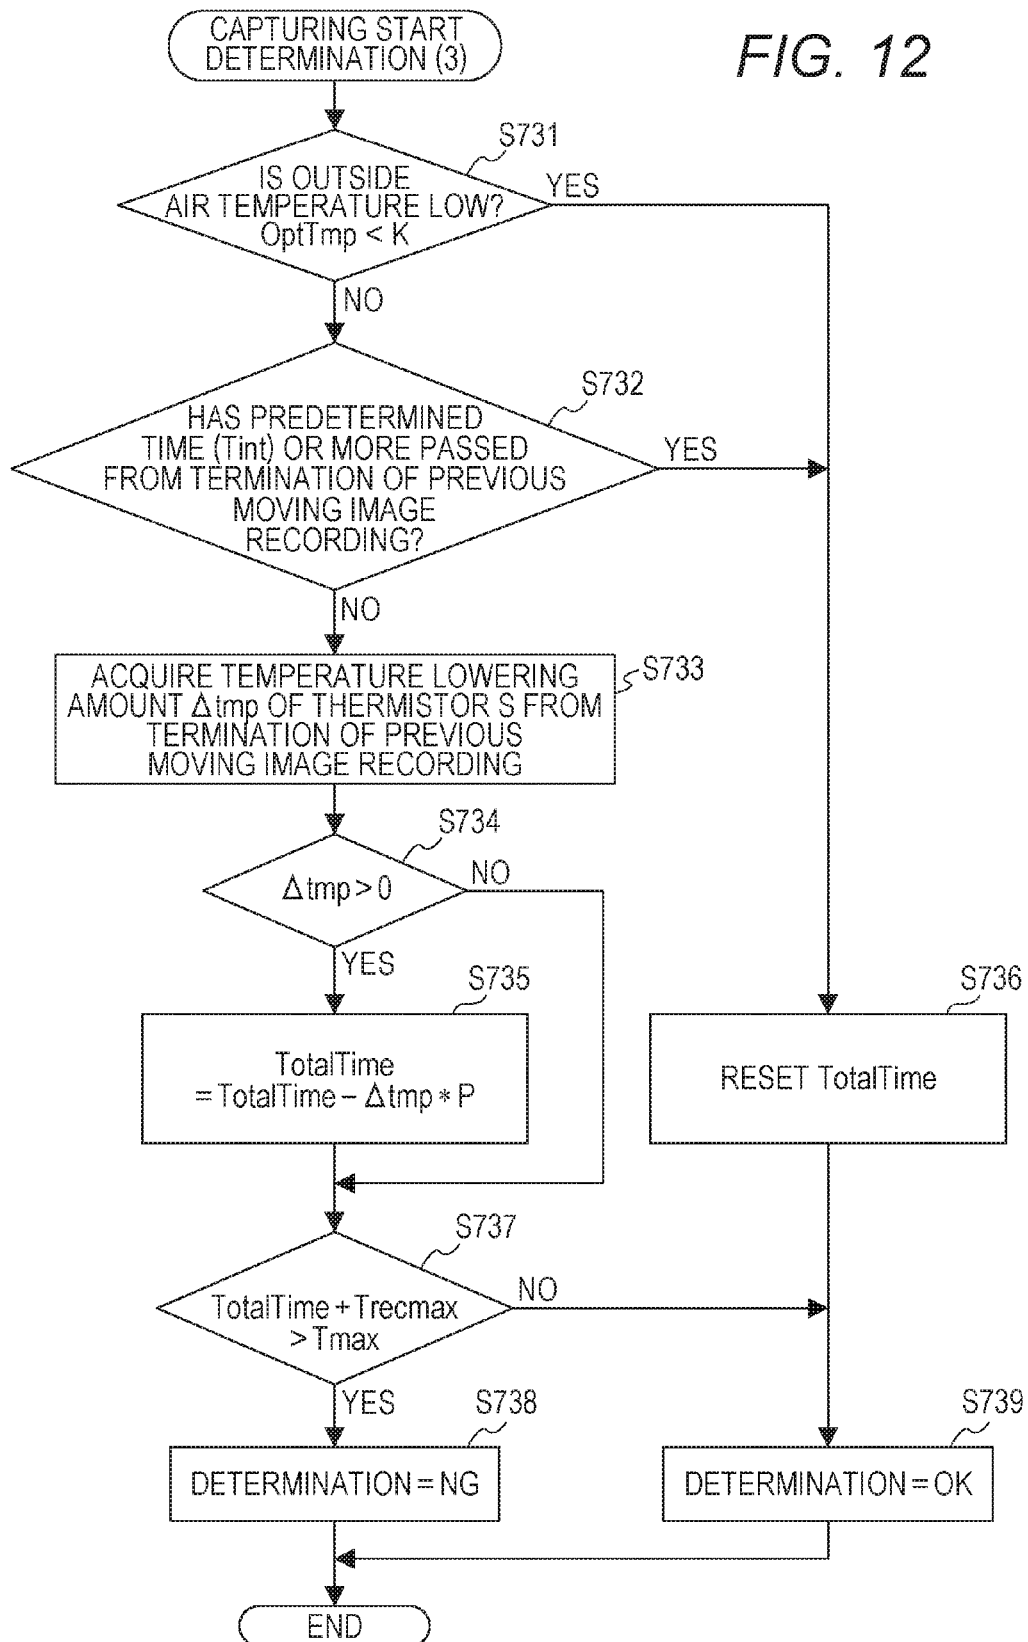 CAPTURING START
DETERMINATION (3)
FIG. 12
S731
IS OUTSIDE
AIR TEMPERATURE LOW?
OptTmp < K
YES
NO
S732
HAS PREDETERMINED
TIME (Tint) OR MORE PASSED
FROM TERMINATION OF PREVIOUS
MOVING IMAGE
RECORDING?
YES
NO
S733
ACQUIRE TEMPERATURE LOWERING
AMOUNT Δtmp OF THERMISTOR S FROM
TERMINATION OF PREVIOUS
MOVING IMAGE RECORDING
S734
Δtmp > 0
NO
YES
S735
TotalTime
= TotalTime – Δtmp * P
S736
RESET TotalTime
S737
TotalTime + Trecmax
> Tmax
NO
YES
S738
DETERMINATION = NG
S739
DETERMINATION = OK
END